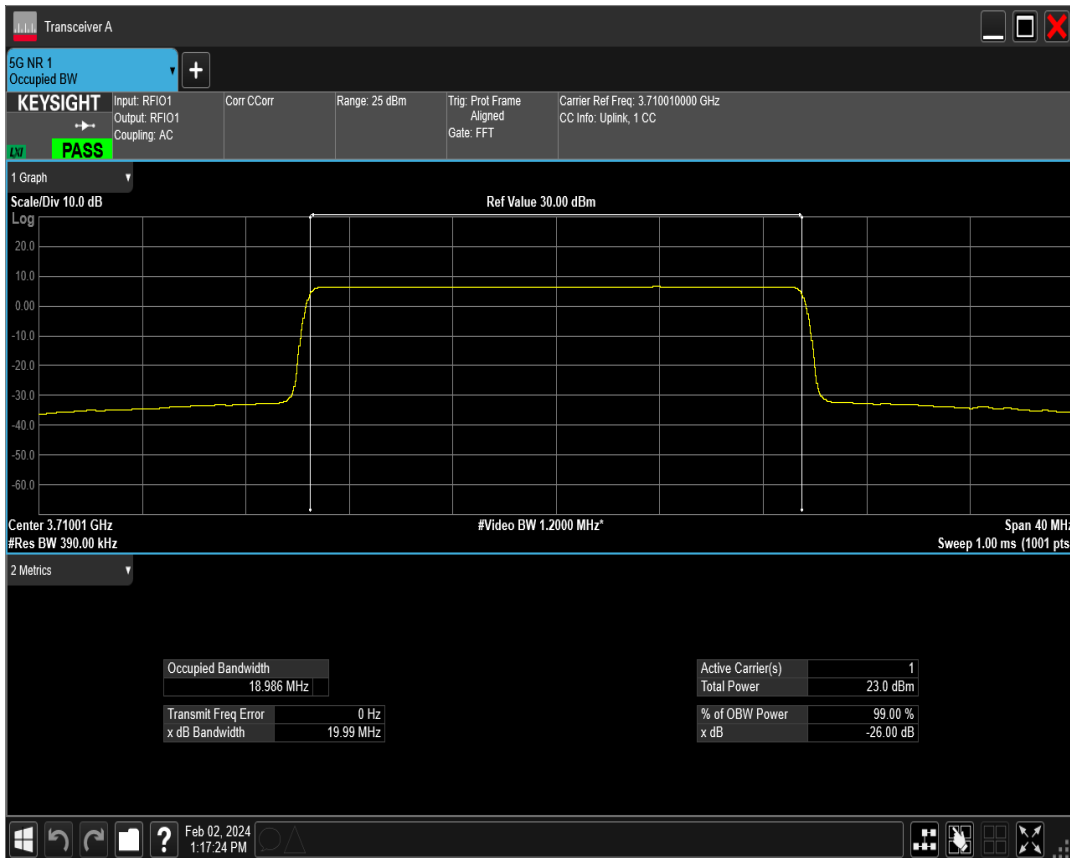 Transceiver A
5G NR 1
Occupied BW
+
KEYSIGHT
LXI
PASS
Input: RFIO1
Output: RFIO1
Coupling: AC
Corr CCorr
Range: 25 dBm
Trig: Prot Frame
Aligned
Gate: FFT
Carrier Ref Freq: 3.710010000 GHz
CC Info: Uplink, 1 CC
1 Graph
Scale/Div 10.0 dB
Ref Value 30.00 dBm
Log
20.0
10.0
0.00
-10.0
-20.0
-30.0
-40.0
-50.0
-60.0
Center 3.71001 GHz
#Video BW 1.2000 MHz*
Span 40 MHz
#Res BW 390.00 kHz
Sweep 1.00 ms (1001 pts
2 Metrics
Occupied Bandwidth
18.986 MHz
Transmit Freq Error 0 Hz
x dB Bandwidth 19.99 MHz
Active Carrier(s) 1
Total Power 23.0 dBm
% of OBW Power 99.00 %
x dB -26.00 dB
?
Feb 02, 2024
1:17:24 PM